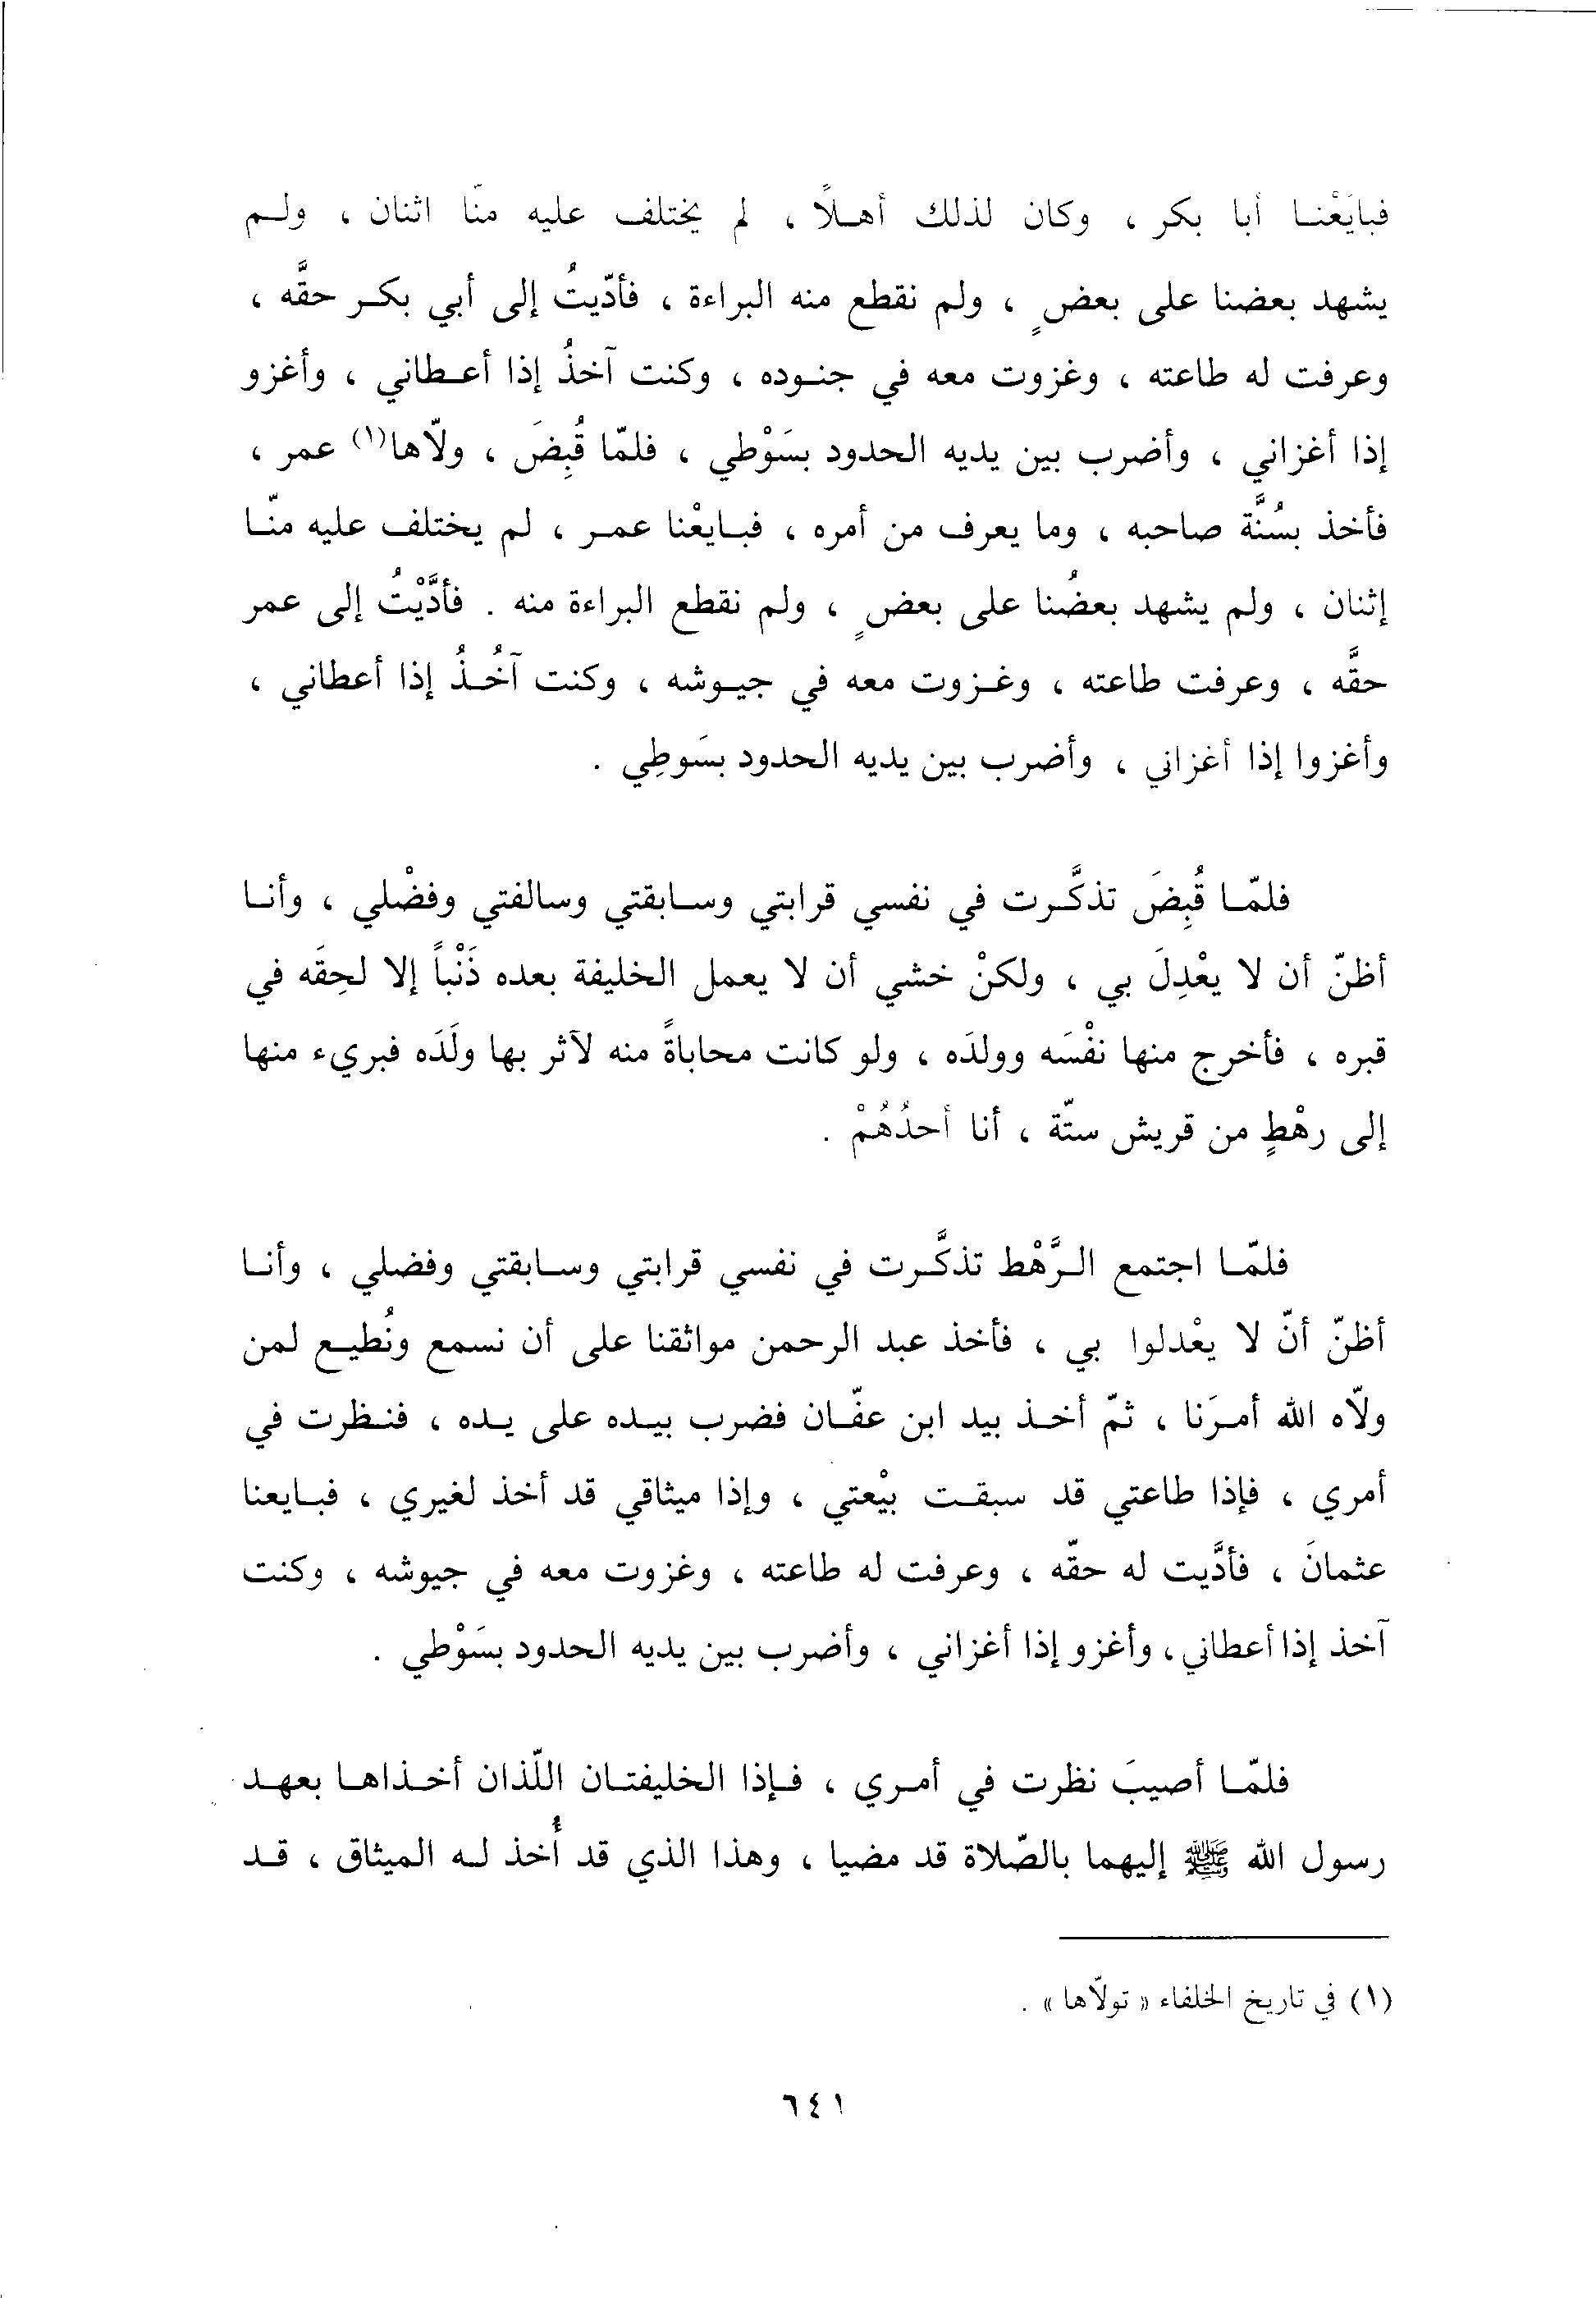 فبايَعْنا أبا بكر ، وكان لذلك أهلاً ، لم يختلف عليه منّا اثنان ، ولم
يشهد بعضنا على بعضٍ ، ولم نقطع منه البراءة ، فأدّيتُ إلى أبي بكر حقَّه ،
وعرفت له طاعته ، وغزوت معه في جنوده ، وكنت آخذُ إذا أعطاني ، وأغزو
إذا أغزاني ، وأضرب بين يديه الحدود بسَوْطي ، فلمّا قُبِضَ ، ولاّها(١) عمر ،
فأخذ بسُنَّة صاحبه ، وما يعرف من أمره ، فبايعْنا عمر ، لم يختلف عليه منّا
إثنان ، ولم يشهد بعضُنا على بعضٍ ، ولم نقطع البراءة منه . فأدَّيْتُ إلى عمر
حقَّه ، وعرفت طاعته ، وغزوت معه في جيوشه ، وكنت آخُذُ إذا أعطاني ،
وأغزوا إذا أغزاني ، وأضرب بين يديه الحدود بسَوطِي .
فلمّا قُبِضَ تذكَّرت في نفسي قرابتي وسابقتي وسالفتي وفضْلي ، وأنا
أظنّ أن لا يعْدِلَ بي ، ولكنْ خشي أن لا يعمل الخليفة بعده ذَنْباً إلا لحِقَه في
قبره ، فأخرج منها نفْسَه وولدَه ، ولو كانت محاباةً منه لآثر بها ولَدَه فبريء منها
إلى رهْطٍ من قريش ستّة ، أنا أحدُهُمْ .
فلمّا اجتمع الرَّهْط تذكَّرت في نفسي قرابتي وسابقتي وفضلي ، وأنا
أظنّ أنّ لا يعْدلوا بي ، فأخذ عبد الرحمن مواثقنا على أن نسمع ونُطيع لمن
ولاّه الله أمرَنا ، ثمّ أخذ بيد ابن عفّان فضرب بيده على يده ، فنظرت في
أمري ، فإذا طاعتي قد سبقت بيْعتي ، وإذا ميثاقي قد أخذ لغيري ، فبايعنا
عثمانَ ، فأدَّيت له حقّه ، وعرفت له طاعته ، وغزوت معه في جيوشه ، وكنت
آخذ إذا أعطاني ، وأغزو إذا أغزاني ، وأضرب بين يديه الحدود بسَوْطي .
فلمّا أصيبَ نظرت في أمري ، فإذا الخليفتان اللّذان أخذاها بعهد
رسول الله ﷺ إليهما بالصّلاة قد مضيا ، وهذا الذي قد أُخذ له الميثاق ، قد
(١) في تاريخ الخلفاء « تولاّها » .
٦٤١